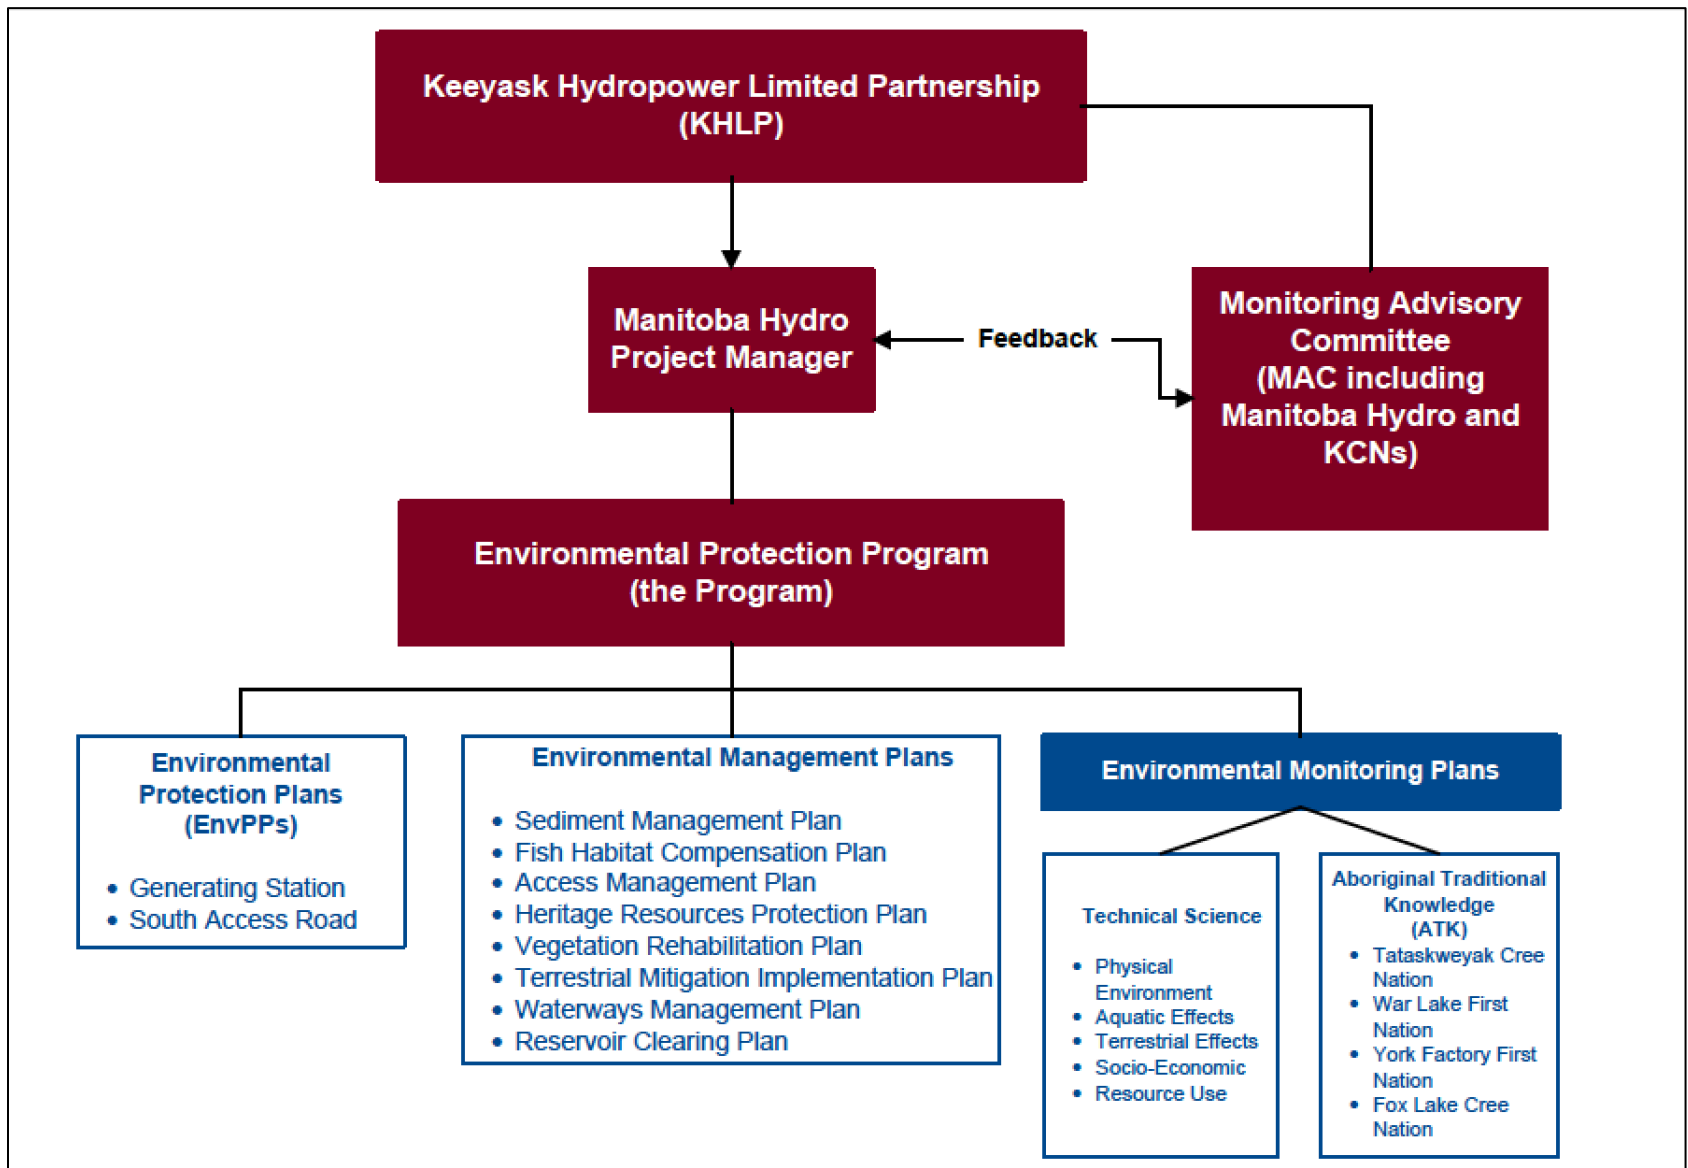 Keeyask Hydropower Limited Partnership
(KHLP)
Manitoba Hydro
Project Manager
Feedback
Monitoring Advisory
Committee
(MAC including
Manitoba Hydro and
KCNs)
Environmental Protection Program
(the Program)
Environmental
Protection Plans
(EnvPPs)
• Generating Station
• South Access Road
Environmental Management Plans
• Sediment Management Plan
• Fish Habitat Compensation Plan
• Access Management Plan
• Heritage Resources Protection Plan
• Vegetation Rehabilitation Plan
• Terrestrial Mitigation Implementation Plan
• Waterways Management Plan
• Reservoir Clearing Plan
Environmental Monitoring Plans
Technical Science
• Physical
Environment
• Aquatic Effects
• Terrestrial Effects
• Socio-Economic
• Resource Use
Aboriginal Traditional
Knowledge
(ATK)
• Tataskweyak Cree
Nation
• War Lake First
Nation
• York Factory First
Nation
• Fox Lake Cree
Nation